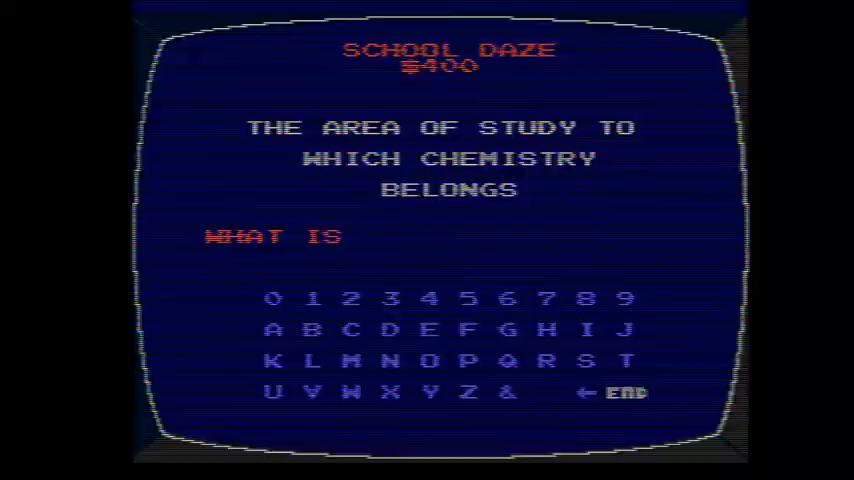 SCHOOL DAZE
$400
THE AREA OF STUDY TO
WHICH CHEMISTRY
BELONGS
WHAT IS
0 1 2 3 4 5 6 7 8 9
A B C D E F G H I J
K L M N O P Q R S T
U V W X Y Z & ← END